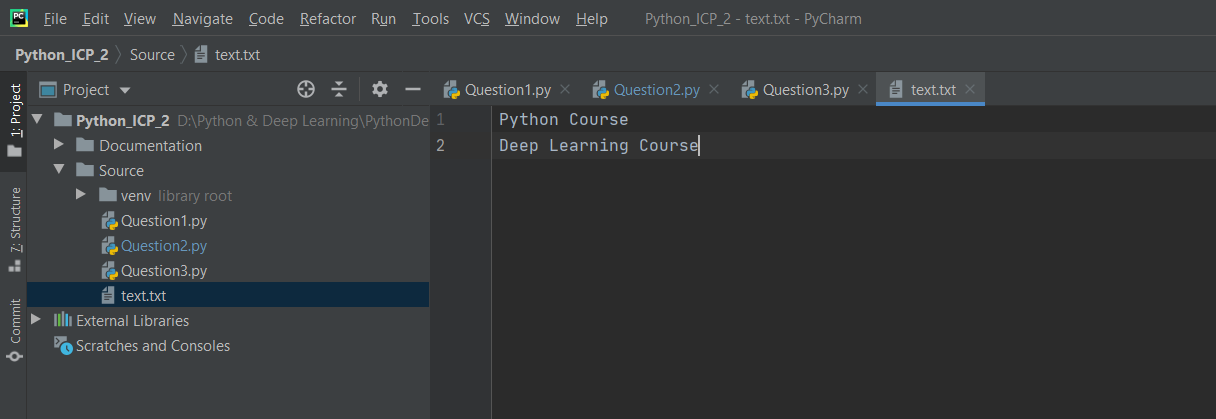 PC File Edit View Navigate Code Refactor Run Tools VCS Window Help Python_ICP_2 - text.txt - PyCharm
Python_ICP_2 Source text.txt
1: Project
7: Structure
Commit
Project
Python_ICP_2 D:\Python & Deep Learning\PythonDe
Documentation
Source
venv library root
Question1.py
Question2.py
Question3.py
text.txt
External Libraries
Scratches and Consoles
Question1.py Question2.py Question3.py text.txt
1 Python Course
2 Deep Learning Course